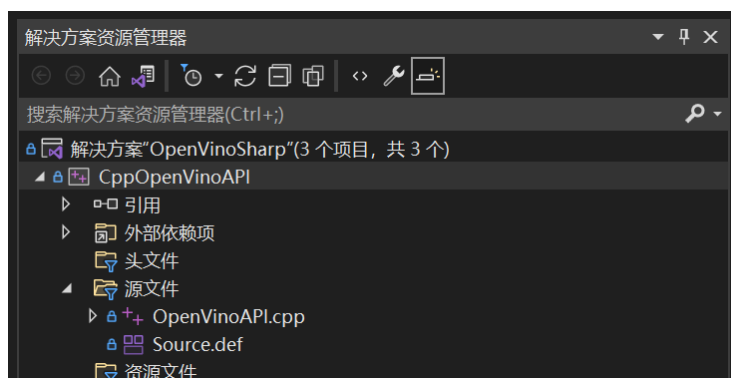 解决方案资源管理器
搜索解决方案资源管理器(Ctrl+;)
解决方案“OpenVinoSharp”(3 个项目，共 3 个)
CppOpenVinoAPI
引用
外部依赖项
头文件
源文件
OpenVinoAPI.cpp
Source.def
资源文件